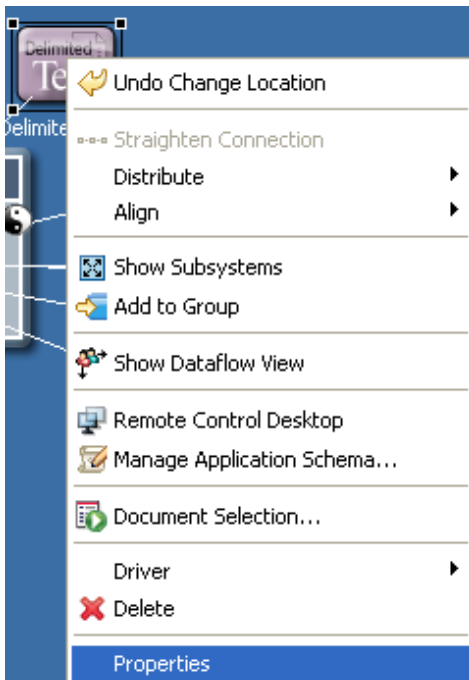 Delimited
Te
Delimite
Undo Change Location
Straighten Connection
Distribute
Align
Show Subsystems
Add to Group
Show Dataflow View
Remote Control Desktop
Manage Application Schema...
Document Selection...
Driver
Delete
Properties